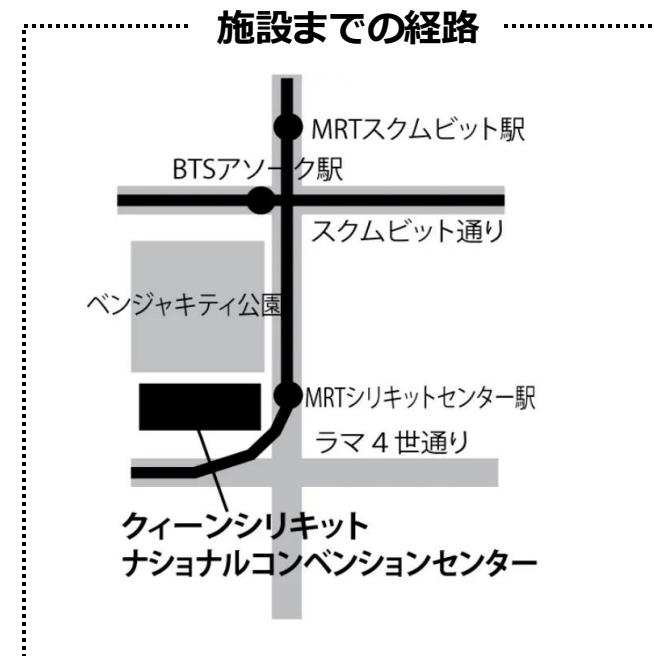 施設までの経路
MRTスクムビット駅
BTSアソーク駅
スクムビット通り
ベンジャキティ公園
MRTシリキットセンター駅
ラマ４世通り
クィーンシリキット
ナショナルコンベンションセンター